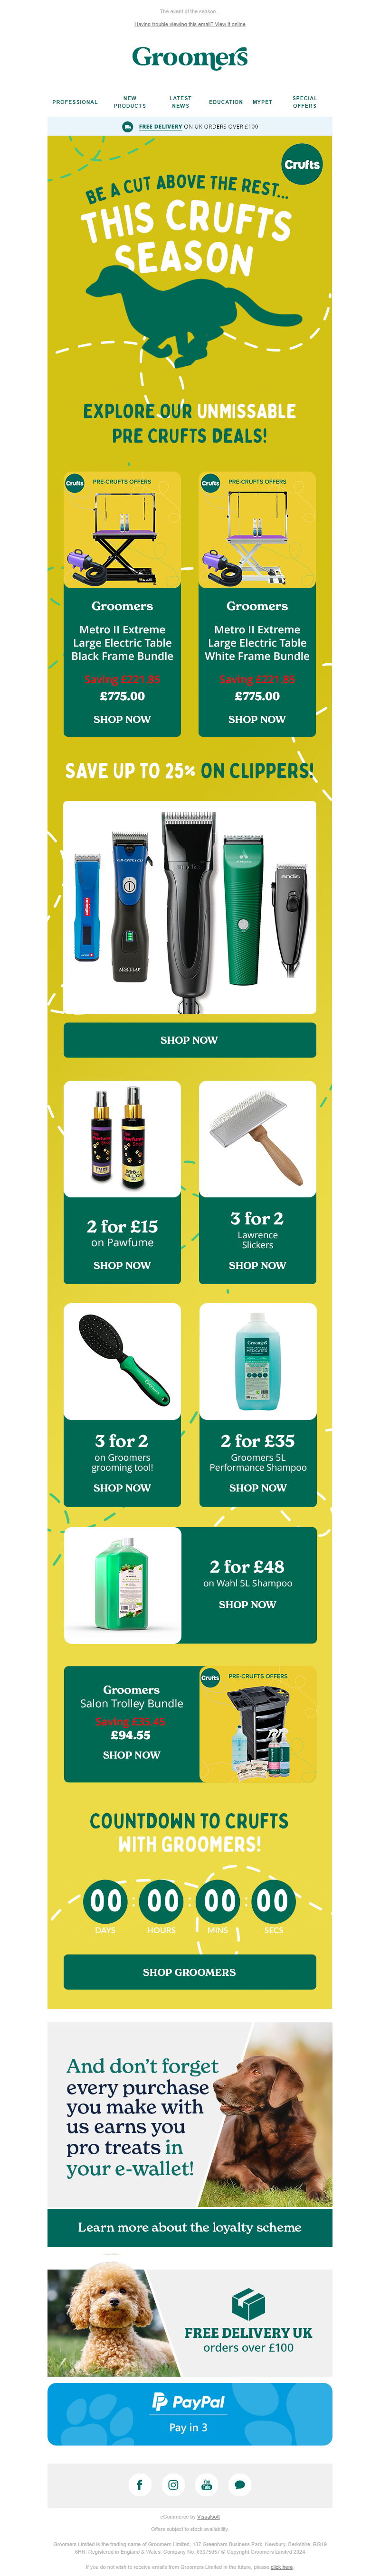 The event of the season...
Having trouble viewing this email? View it online
Groomers
PROFESSIONAL
NEW
PRODUCTS
LATEST
NEWS
EDUCATION
MYPET
SPECIAL
OFFERS
FREE DELIVERY ON UK ORDERS OVER £100
Crufts
BE A CUT ABOVE THE REST...
THIS CRUFTS
SEASON
EXPLORE OUR UNMISSABLE
PRE CRUFTS DEALS!
Crufts
PRE-CRUFTS OFFERS
Groomers
Metro II Extreme
Large Electric Table
Black Frame Bundle
Saving £221.85
£775.00
SHOP NOW
Crufts
PRE-CRUFTS OFFERS
Groomers
Metro II Extreme
Large Electric Table
White Frame Bundle
Saving £221.85
£775.00
SHOP NOW
SAVE UP TO 25% ON CLIPPERS!
AESCULAP
andis
SHOP NOW
2 for £15
on Pawfume
SHOP NOW
3 for 2
Lawrence
Slickers
SHOP NOW
3 for 2
on Groomers
grooming tool!
SHOP NOW
Groomers
2 for £35
Groomers 5L
Performance Shampoo
SHOP NOW
2 for £48
on Wahl 5L Shampoo
SHOP NOW
Groomers
Salon Trolley Bundle
Saving £35.45
£94.55
SHOP NOW
Crufts
PRE-CRUFTS OFFERS
COUNTDOWN TO CRUFTS
WITH GROOMERS!
00 : 00 : 00 : 00
DAYS HOURS MINS SECS
SHOP GROOMERS
And don't forget
every purchase
you make with
us earns you
pro treats in
your e-wallet!
Learn more about the loyalty scheme
FREE DELIVERY UK
orders over £100
PayPal
Pay in 3
You
Tube
eCommerce by Visualsoft
Offers subject to stock availability.
Groomers Limited is the trading name of Groomers Limited, 137 Greenham Business Park, Newbury, Berkshire. RG19
6HN. Registered in England & Wales. Company No. 03975057 © Copyright Groomers Limited 2024
If you do not wish to receive emails from Groomers Limited in the future, please click here